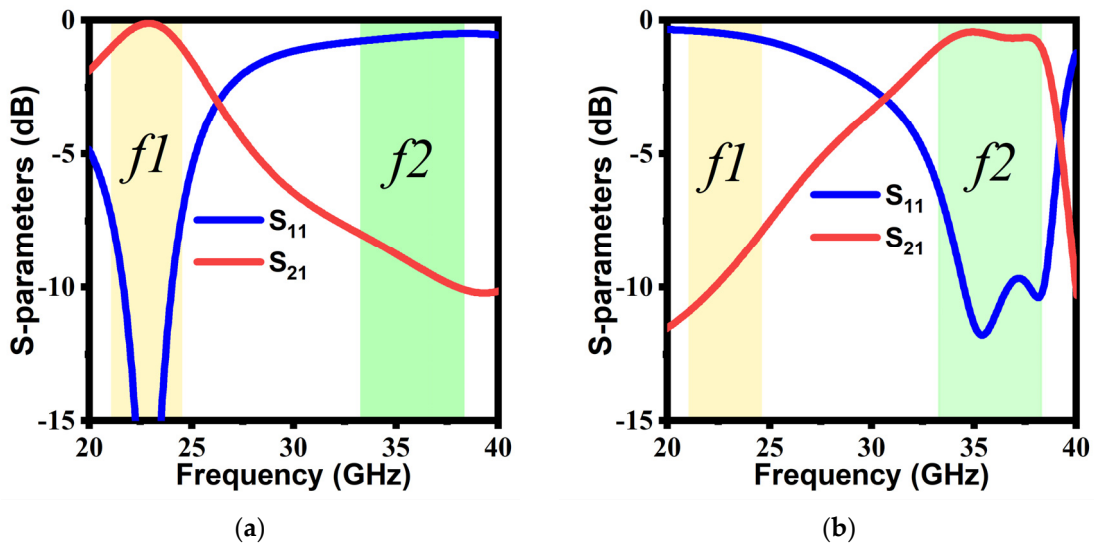 S-parameters (dB)
0
-5
-10
-15
f1
f2
S11
S21
20
25
30
35
40
Frequency (GHz)
(a)
S-parameters (dB)
0
-5
-10
-15
f1
f2
S11
S21
20
25
30
35
40
Frequency (GHz)
(b)